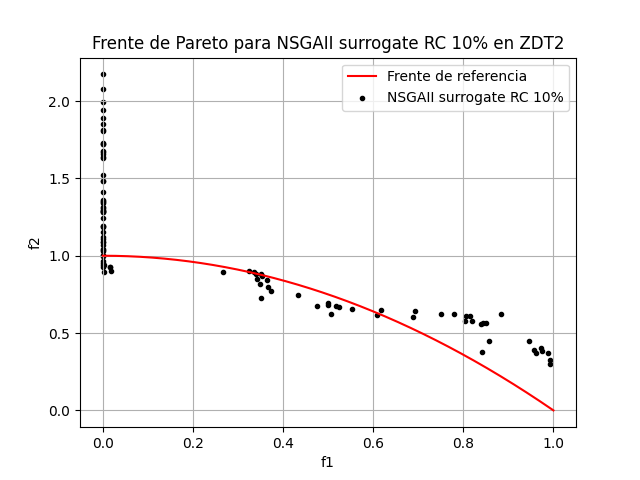 Frente de Pareto para NSGAII surrogate RC 10% en ZDT2
Frente de referencia
NSGAII surrogate RC 10%
2.0
1.5
1.0
0.5
0.0
f2
0.0 0.2 0.4 0.6 0.8 1.0
f1